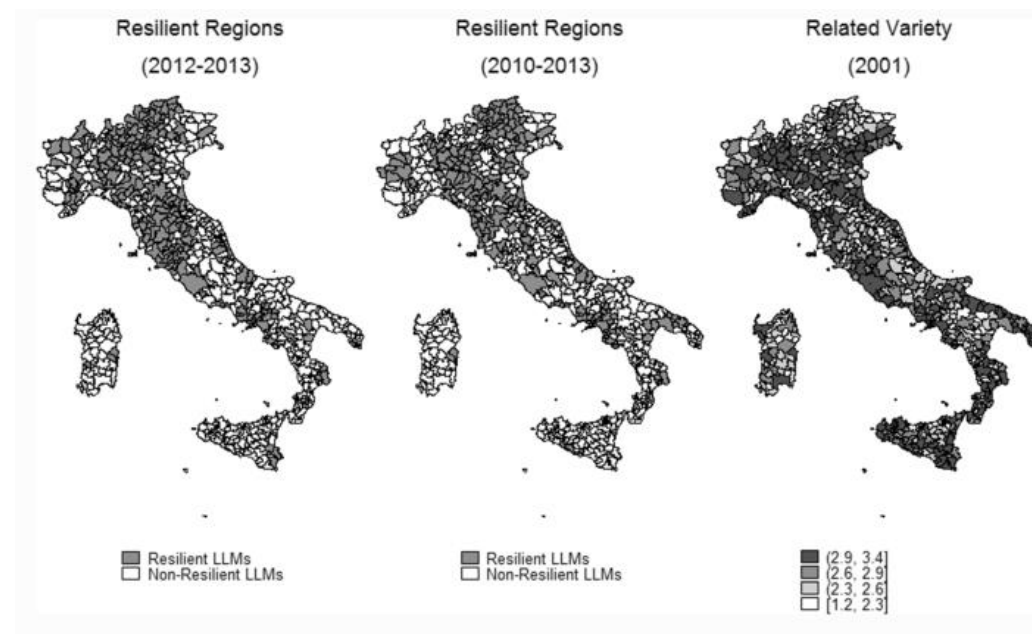 Resilient Regions
(2012-2013)
Resilient Regions
(2010-2013)
Related Variety
(2001)
Resilient LLMs
Non-Resilient LLMs
Resilient LLMs
Non-Resilient LLMs
(2.9, 3.4]
(2.6, 2.9]
(2.3, 2.6]
[1.2, 2.3]